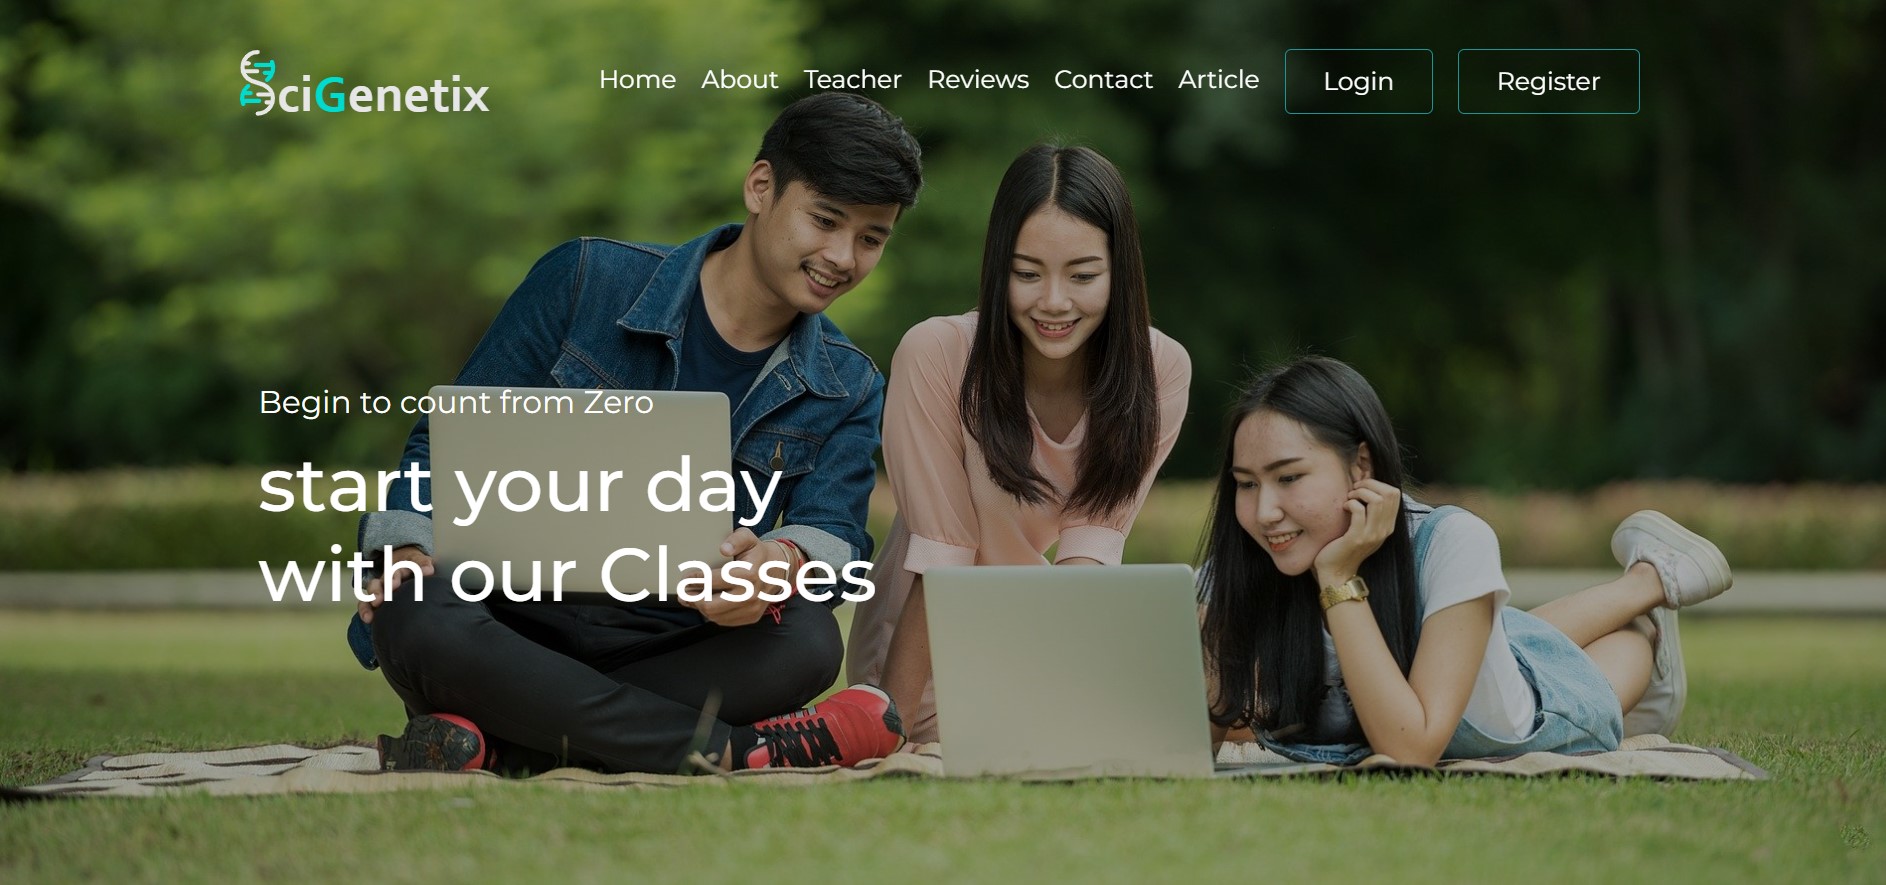 SciGenetix
Home About Teacher Reviews Contact Article Login Register
Begin to count from Zero
start your day
with our Classes